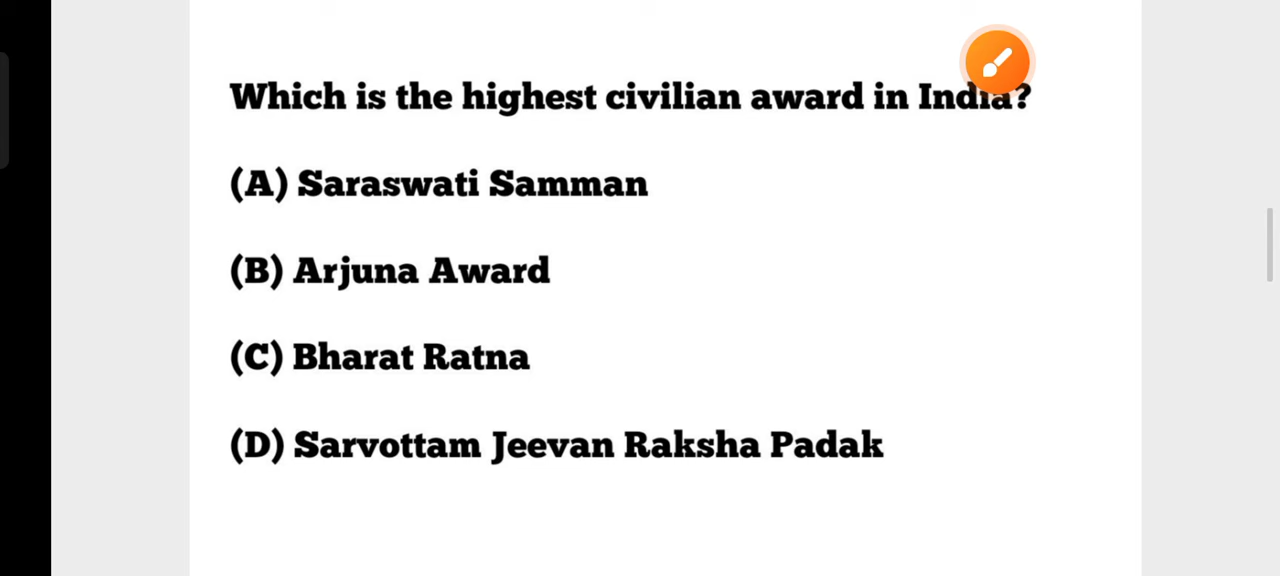 Which is the highest civilian award in India?
(A) Saraswati Samman
(B) Arjuna Award
(C) Bharat Ratna
(D) Sarvottam Jeevan Raksha Padak